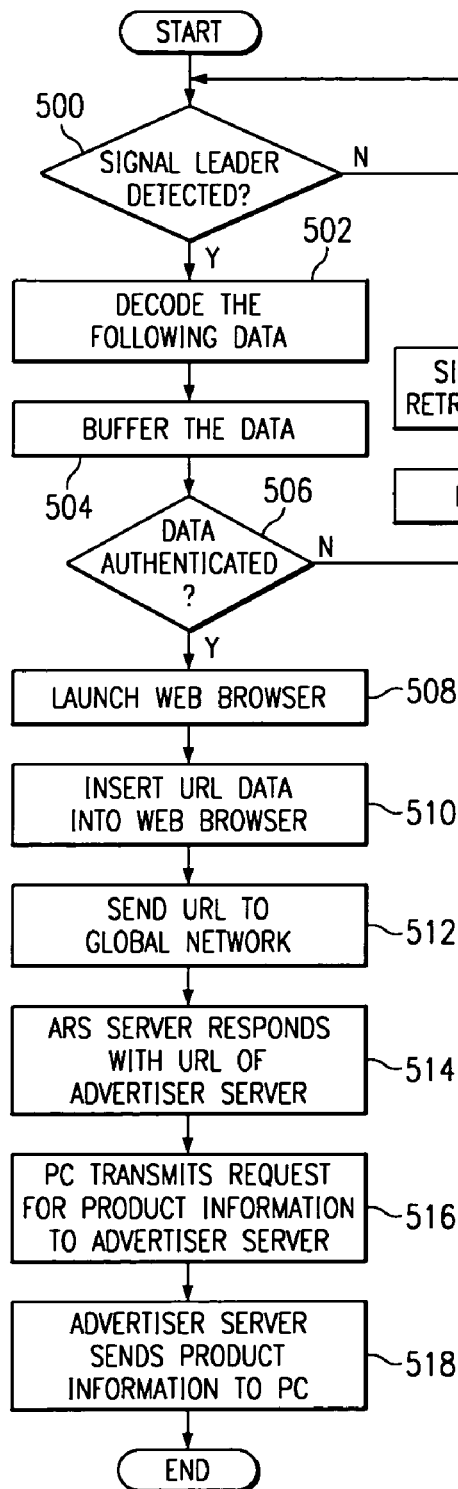 START
500
SIGNAL LEADER
DETECTED?
N
Y
502
DECODE THE
FOLLOWING DATA
BUFFER THE DATA
504
506
DATA
AUTHENTICATED
?
N
Y
LAUNCH WEB BROWSER
508
INSERT URL DATA
INTO WEB BROWSER
510
SEND URL TO
GLOBAL NETWORK
512
ARS SERVER RESPONDS
WITH URL OF
ADVERTISER SERVER
514
PC TRANSMITS REQUEST
FOR PRODUCT INFORMATION
TO ADVERTISER SERVER
516
ADVERTISER SERVER
SENDS PRODUCT
INFORMATION TO PC
518
END